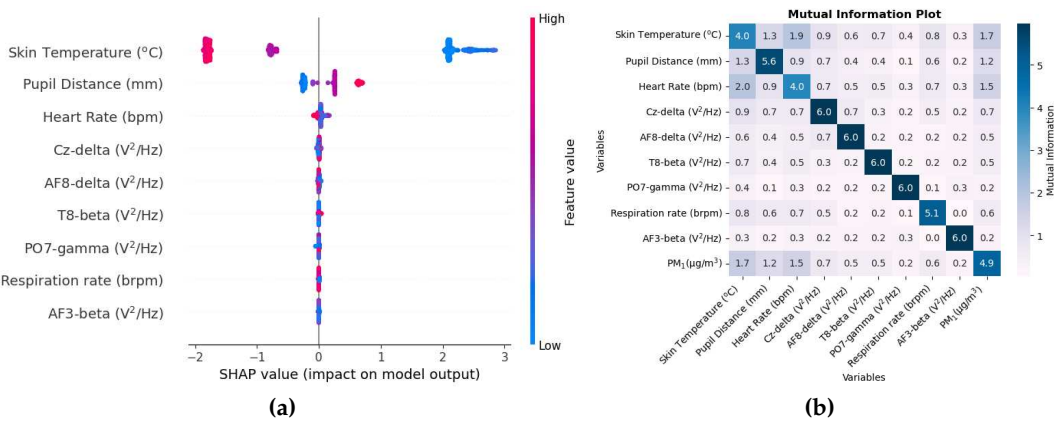 High
Skin Temperature (°C)
Pupil Distance (mm)
Heart Rate (bpm)
Cz-delta (V²/Hz)
AF8-delta (V²/Hz)
T8-beta (V²/Hz)
PO7-gamma (V²/Hz)
Respiration rate (brpm)
AF3-beta (V²/Hz)
Feature value
Low
−2 −1 0 1 2 3
SHAP value (impact on model output)
(a)
Mutual Information Plot
Variables
Skin Temperature (°C) 4.0 1.3 1.9 0.9 0.6 0.7 0.4 0.8 0.3 1.7
Pupil Distance (mm) 1.3 5.6 0.9 0.7 0.4 0.4 0.1 0.6 0.2 1.2
Heart Rate (bpm) 2.0 0.9 4.0 0.7 0.5 0.5 0.3 0.7 0.3 1.5
Cz-delta (V²/Hz) 0.9 0.7 0.7 6.0 0.7 0.3 0.2 0.5 0.2 0.7
AF8-delta (V²/Hz) 0.6 0.4 0.5 0.7 6.0 0.2 0.2 0.2 0.2 0.5
T8-beta (V²/Hz) 0.7 0.4 0.5 0.3 0.2 6.0 0.2 0.2 0.2 0.5
PO7-gamma (V²/Hz) 0.4 0.1 0.3 0.2 0.2 0.2 6.0 0.1 0.3 0.2
Respiration rate (brpm) 0.8 0.6 0.7 0.5 0.2 0.2 0.1 5.1 0.0 0.6
AF3-beta (V²/Hz) 0.3 0.2 0.3 0.2 0.2 0.2 0.3 0.0 6.0 0.2
PM₁(μg/m³) 1.7 1.2 1.5 0.7 0.5 0.5 0.2 0.6 0.2 4.9
Skin Temperature (°C)
Pupil Distance (mm)
Heart Rate (bpm)
Cz-delta (V²/Hz)
AF8-delta (V²/Hz)
T8-beta (V²/Hz)
PO7-gamma (V²/Hz)
Respiration rate (brpm)
AF3-beta (V²/Hz)
PM₁(μg/m³)
Variables
5
4
3
2
1
Mutual Information
(b)